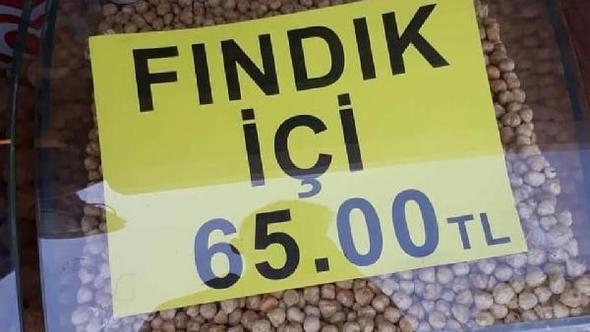 FINDIK
İÇİ
65.00 TL